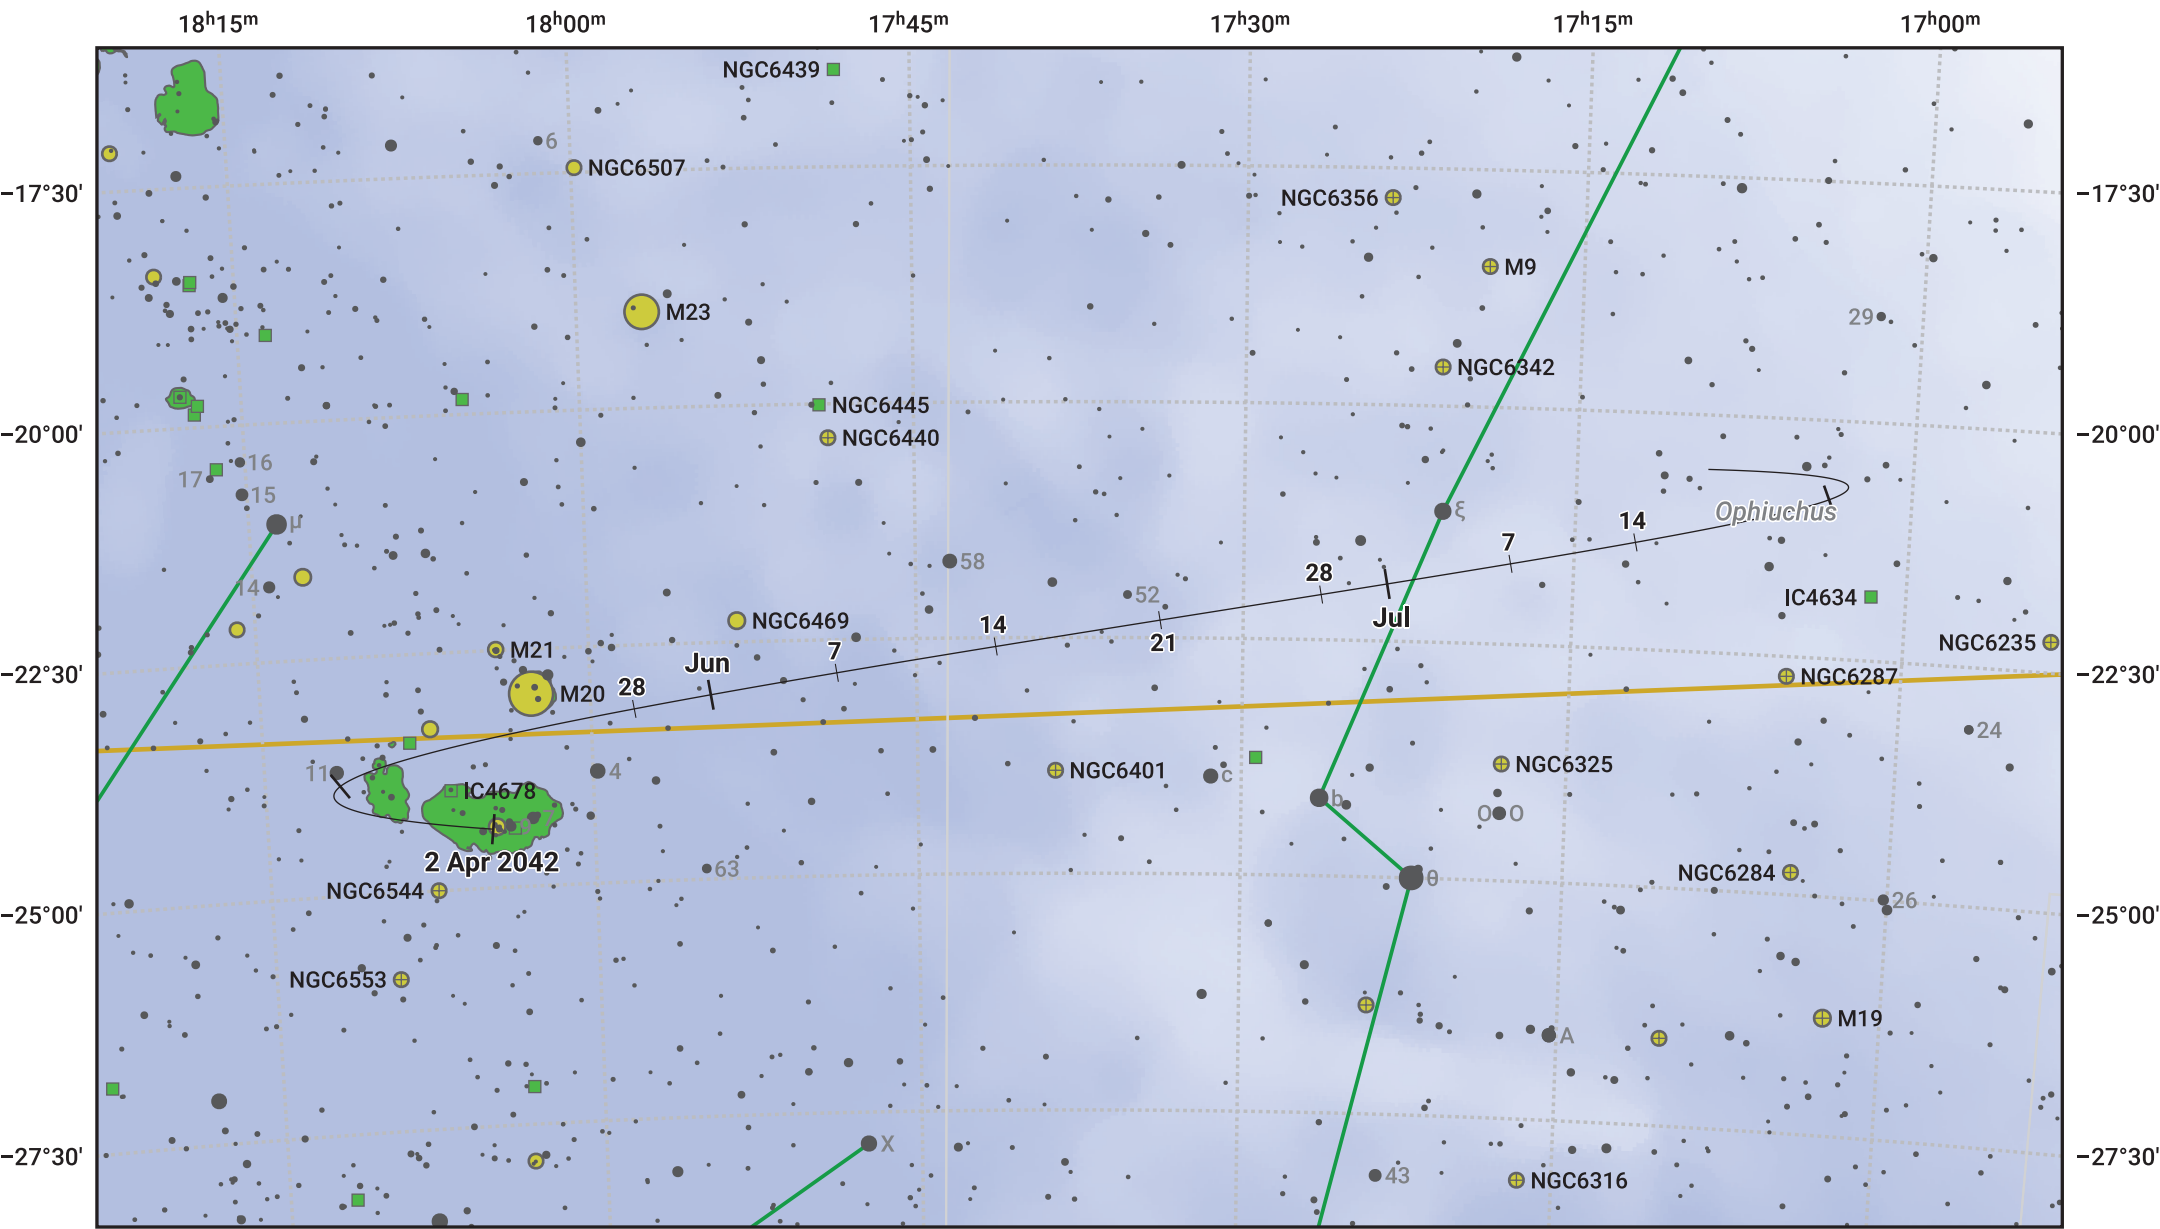 18h15m 18h00m 17h45m 17h30m 17h15m 17h00m
NGC6439
6
NGC6507
−17°30' −17°30'
NGC6356
M9
M23
29
NGC6342
NGC6445
−20°00' −20°00'
NGC6440
16
17
15
ξ
Ophiuchus
μ
14
7
58
28
14
52
IC4634
Jul
NGC6469
14
21
NGC6235
M21
7
Jun
−22°30' −22°30'
28
NGC6287
M20
24
11
4
NGC6401
c
NGC6325
IC4678
b
O O
7
9
2 Apr 2042
63
θ
NGC6284
NGC6544
26
−25°00' −25°00'
NGC6553
M19
A
χ
−27°30' −27°30'
43
NGC6316